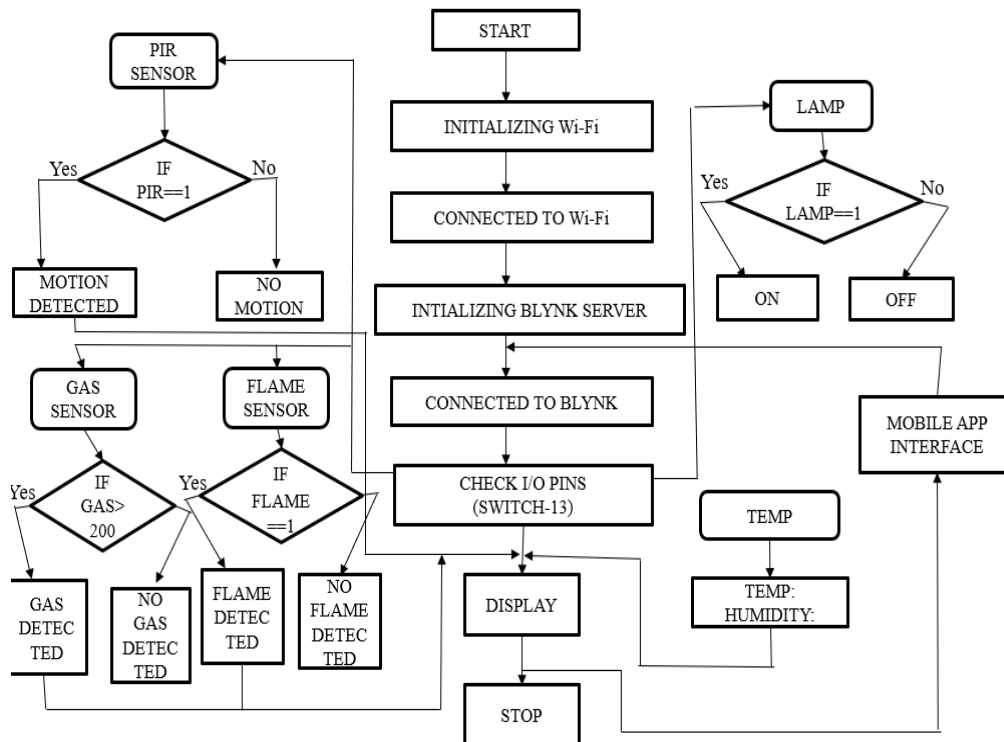 START
PIR
SENSOR
INITIALIZING Wi-Fi
LAMP
Yes
IF
PIR==1
No
Yes
IF
LAMP==1
No
CONNECTED TO Wi-Fi
MOTION
DETECTED
NO
MOTION
INTIALIZING BLYNK SERVER
ON
OFF
GAS
SENSOR
FLAME
SENSOR
CONNECTED TO BLYNK
MOBILE APP
INTERFACE
Yes
IF
GAS>
200
Yes
IF
FLAME
==1
CHECK I/O PINS
(SWITCH-13)
TEMP
GAS
DETEC
TED
NO
GAS
DETEC
TED
FLAME
DETEC
TED
NO
FLAME
DETEC
TED
DISPLAY
TEMP:
HUMIDITY:
STOP